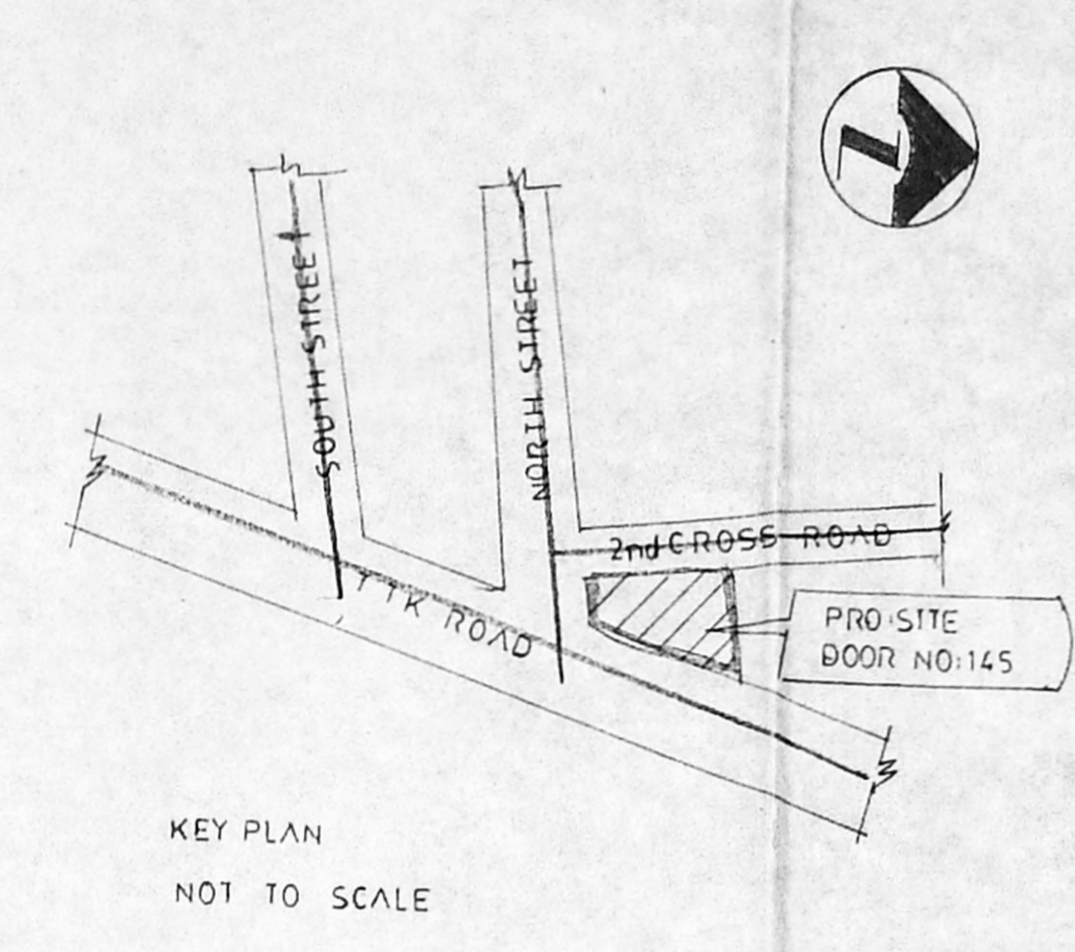 N
SOUTH STREET
NORTH STREET
2nd CROSS ROAD
TTK ROAD
PRO:SITE
DOOR NO:145
KEY PLAN
NOT TO SCALE